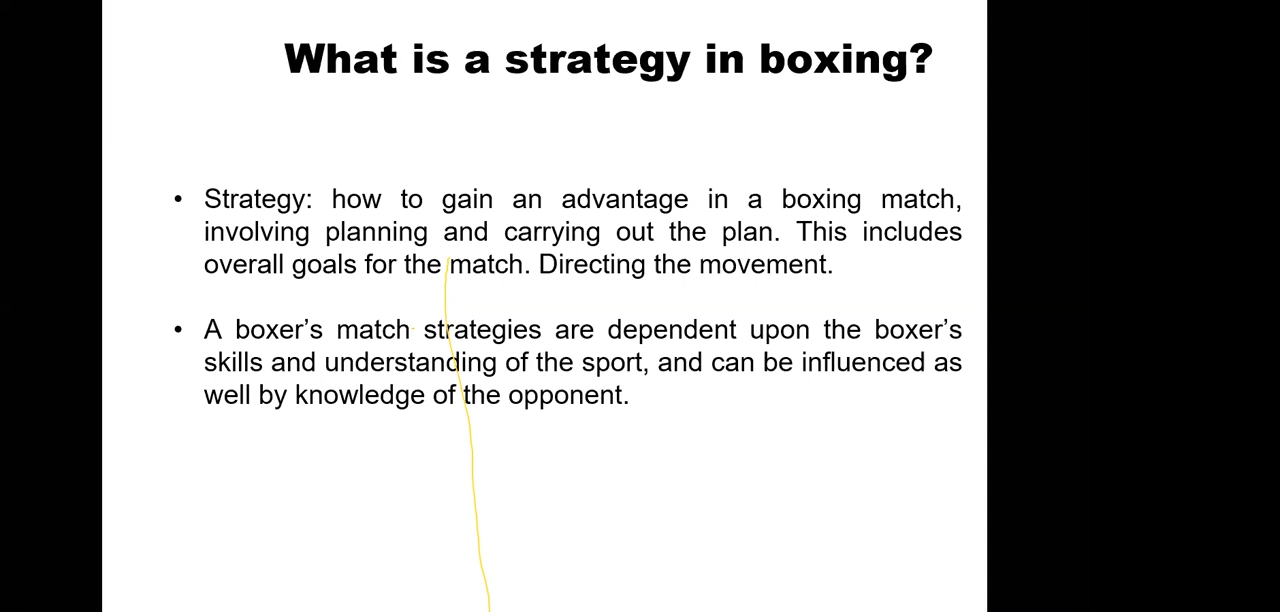 What is a strategy in boxing?
• Strategy: how to gain an advantage in a boxing match,
involving planning and carrying out the plan. This includes
overall goals for the match. Directing the movement.
• A boxer’s match strategies are dependent upon the boxer’s
skills and understanding of the sport, and can be influenced as
well by knowledge of the opponent.